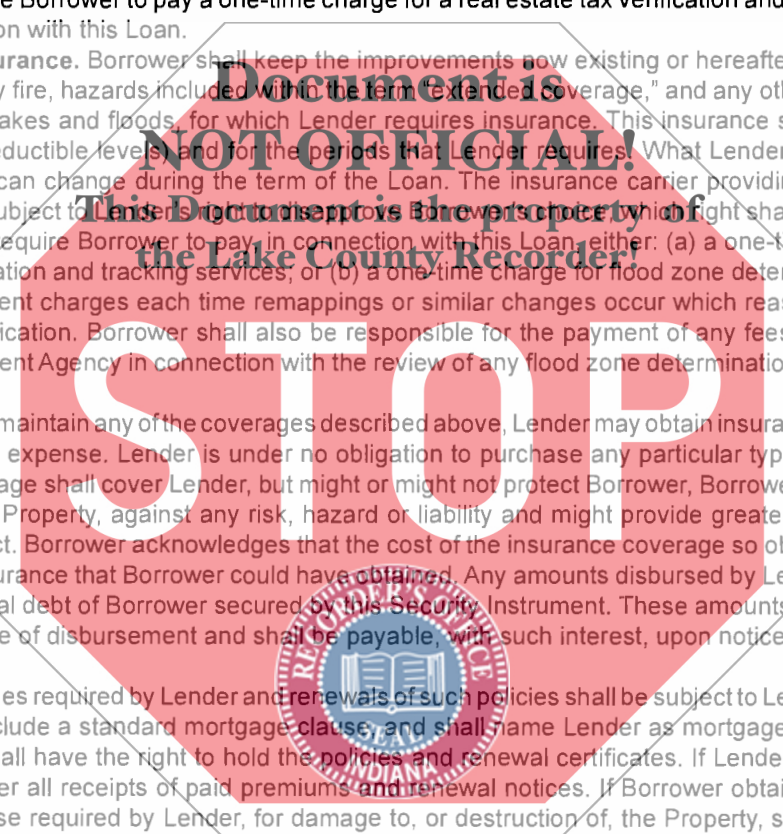 e Borrower to pay a one-time charge for a real estate tax verification and
on with this Loan.
urance. Borrower shall keep the improvements now existing or hereafte
y fire, hazards included within the term "extended coverage," and any oth
akes and floods, for which Lender requires insurance. This insurance s
eductible levels) and for the periods that Lender requires. What Lender
can change during the term of the Loan. The insurance carrier providin
ubject to Lender's right to disapprove Borrower's choice, which right sha
equire Borrower to pay, in connection with this Loan, either: (a) a one-t
ation and tracking services; or (b) a one-time charge for flood zone deter
ent charges each time remappings or similar changes occur which rea
ication. Borrower shall also be responsible for the payment of any fees
ent Agency in connection with the review of any flood zone determinatio
maintain any of the coverages described above, Lender may obtain insura
expense. Lender is under no obligation to purchase any particular typ
age shall cover Lender, but might or might not protect Borrower, Borrowe
Property, against any risk, hazard or liability and might provide greate
ct. Borrower acknowledges that the cost of the insurance coverage so ob
urance that Borrower could have obtained. Any amounts disbursed by Le
al debt of Borrower secured by this Security Instrument. These amounts
e of disbursement and shall be payable, with such interest, upon notice
es required by Lender and renewals of such policies shall be subject to Le
clude a standard mortgage clause, and shall name Lender as mortgage
all have the right to hold the policies and renewal certificates. If Lende
er all receipts of paid premiums and renewal notices. If Borrower obtai
se required by Lender, for damage to, or destruction of, the Property, s
Document is
NOT OFFICIAL!
This Document is the property of
the Lake County Recorder!
STOP
RECORDER'S OFFICE
SEAL
INDIANA